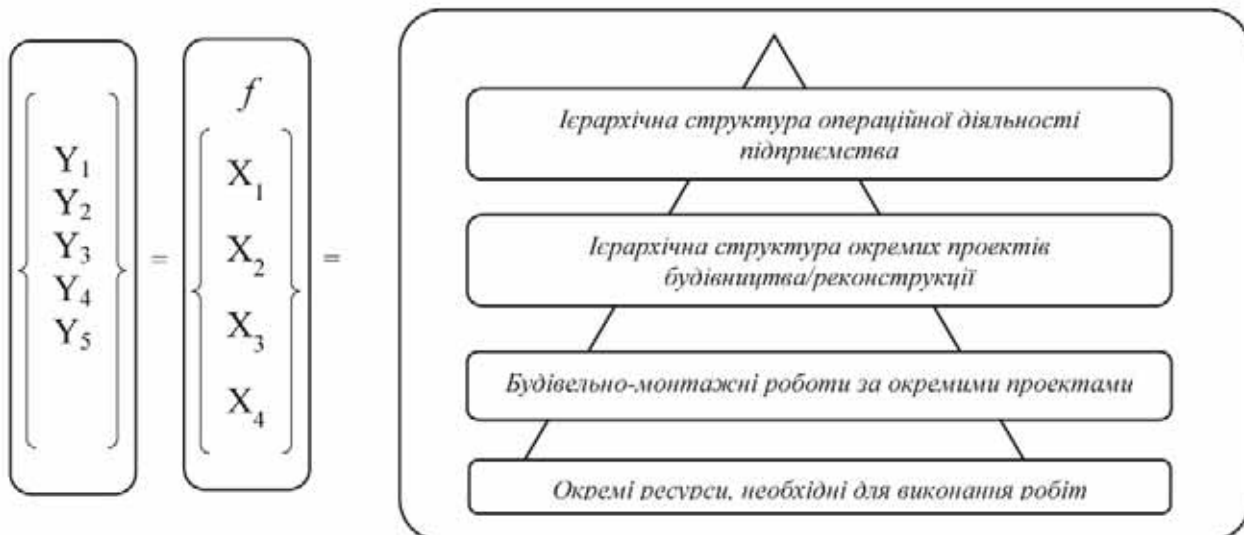 Y1
Y2
Y3
Y4
Y5
=
f
X1
X2
X3
X4
=
Ієрархічна структура операційної діяльності
підприємства
Ієрархічна структура окремих проектів
будівництва/реконструкції
Будівельно-монтажні роботи за окремими проектами
Окремі ресурси, необхідні для виконання робіт